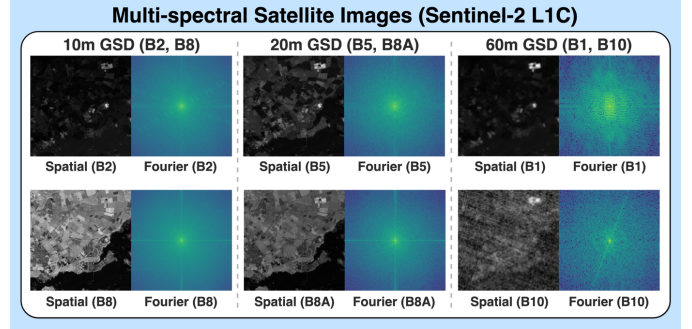 Multi-spectral Satellite Images (Sentinel-2 L1C)
10m GSD (B2, B8)
20m GSD (B5, B8A)
60m GSD (B1, B10)
Spatial (B2)
Fourier (B2)
Spatial (B5)
Fourier (B5)
Spatial (B1)
Fourier (B1)
Spatial (B8)
Fourier (B8)
Spatial (B8A)
Fourier (B8A)
Spatial (B10)
Fourier (B10)